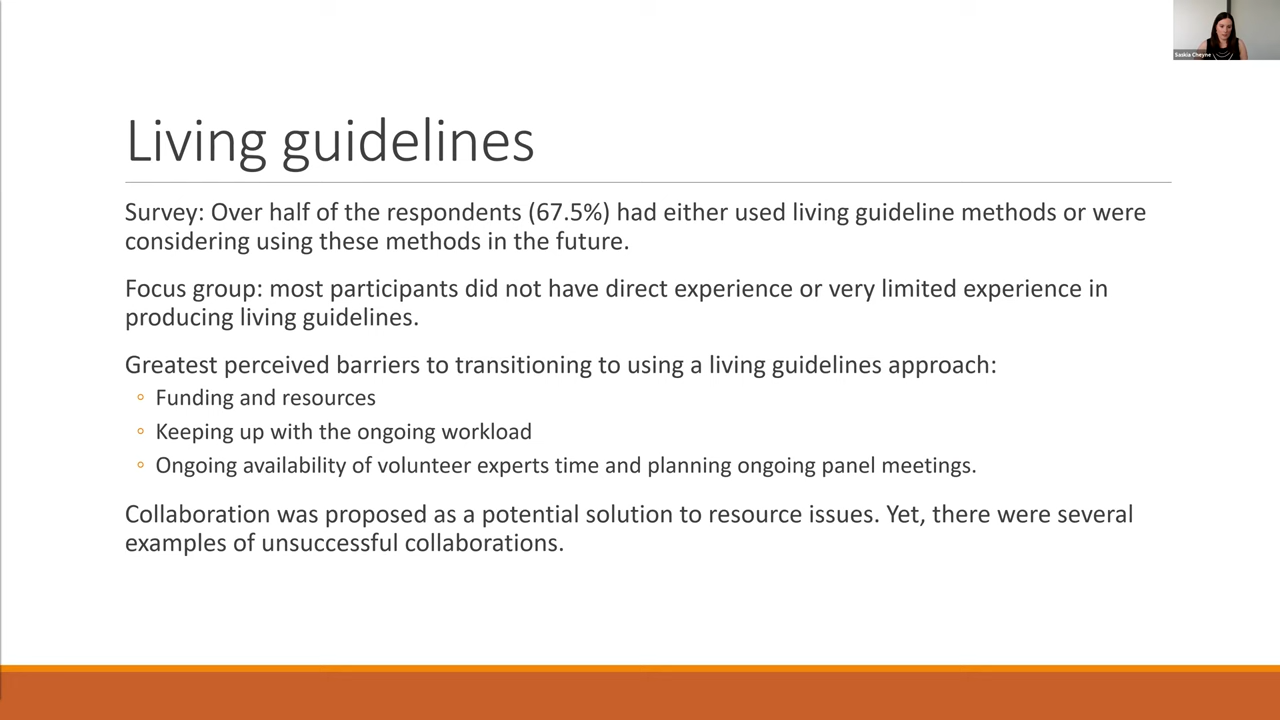 Saskia Cheyne
Living guidelines
Survey: Over half of the respondents (67.5%) had either used living guideline methods or were
considering using these methods in the future.
Focus group: most participants did not have direct experience or very limited experience in
producing living guidelines.
Greatest perceived barriers to transitioning to using a living guidelines approach:
◦ Funding and resources
◦ Keeping up with the ongoing workload
◦ Ongoing availability of volunteer experts time and planning ongoing panel meetings.
Collaboration was proposed as a potential solution to resource issues. Yet, there were several
examples of unsuccessful collaborations.